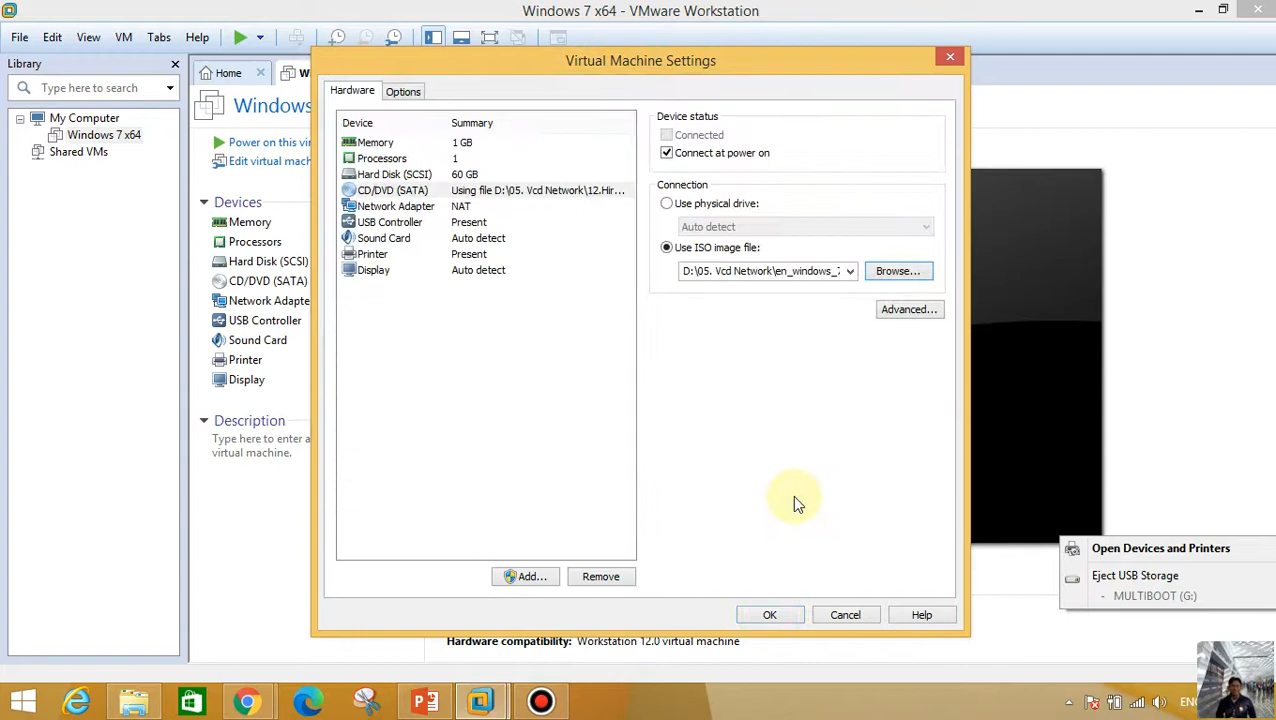 Windows 7 x64 - VMware Workstation
File Edit View VM Tabs Help
Library
Type here to search
My Computer
Windows 7 x64
Shared VMs
Home
W
Windows
Power on this vi
Edit virtual mach
Devices
Memory
Processors
Hard Disk (SCSI)
CD/DVD (SATA)
Network Adapte
USB Controller
Sound Card
Printer
Display
Description
Type here to enter a
virtual machine.
Virtual Machine Settings
Hardware Options
Device Summary
Memory 1 GB
Processors 1
Hard Disk (SCSI) 60 GB
CD/DVD (SATA) Using file D:\05. Vcd Network\12.Hir...
Network Adapter NAT
USB Controller Present
Sound Card Auto detect
Printer Present
Display Auto detect
Add... Remove
Device status
Connected
Connect at power on
Connection
Use physical drive:
Auto detect
Use ISO image file:
D:\05. Vcd Network\en_windows_7
Browse...
Advanced...
OK Cancel Help
Hardware compatibility: Workstation 12.0 virtual machine
Open Devices and Printers
Eject USB Storage
- MULTIBOOT (G:)